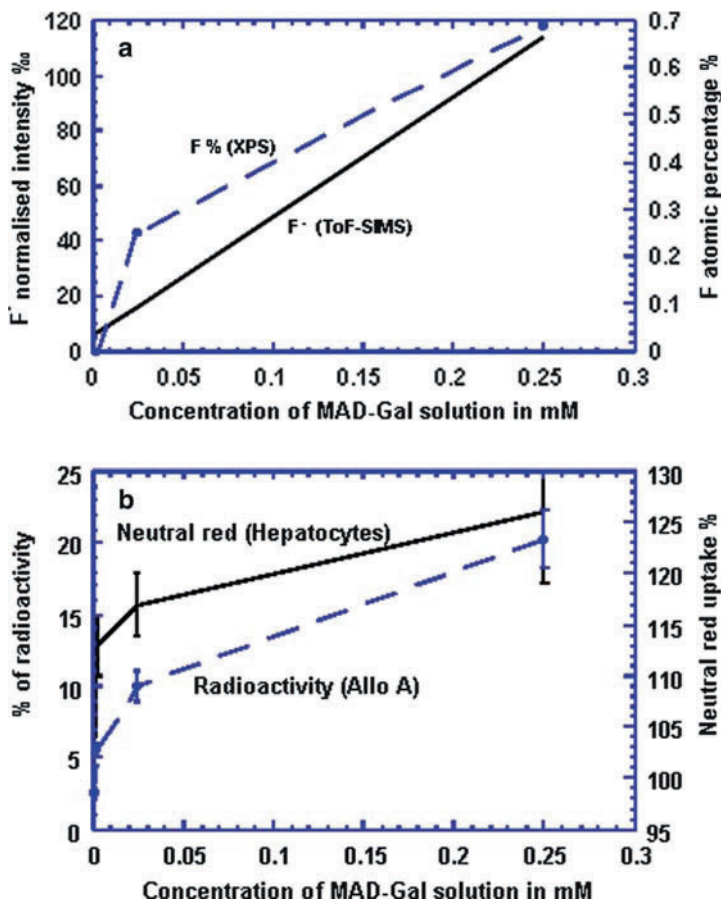 a
F⁻ normalised intensity ‰
120
100
80
60
40
20
0
F% (XPS)
F⁻ (ToF-SIMS)
0.7
0.6
0.5
0.4
0.3
0.2
0.1
0
F atomic percentage %
0 0.05 0.1 0.15 0.2 0.25 0.3
Concentration of MAD-Gal solution in mM
b
% of radioactivity
25
20
15
10
5
0
Neutral red (Hepatocytes)
Radioactivity (Allo A)
130
125
120
115
110
105
100
95
Neutral red uptake %
0 0.05 0.1 0.15 0.2 0.25 0.3
Concentration of MAD-Gal solution in mM